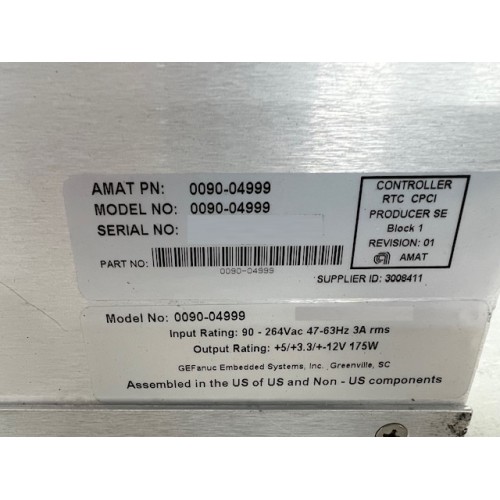 AMAT PN: 0090-04999
MODEL NO: 0090-04999
SERIAL NO:
PART NO:
0090-04999
CONTROLLER
RTC CPCI
PRODUCER SE
Block 1
REVISION: 01
AMAT
SUPPLIER ID: 3008411
Model No: 0090-04999
Input Rating: 90 - 264Vac 47-63Hz 3A rms
Output Rating: +5/+3.3/+-12V 175W
GEFanuc Embedded Systems, Inc. Greenville, SC
Assembled in the US of US and Non - US components